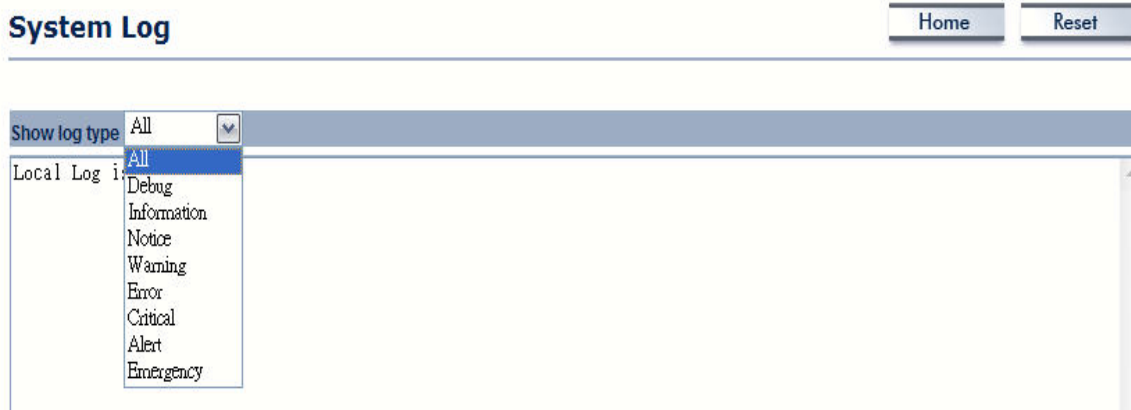 System Log
Home
Reset
Show log type All
All
Local Log
Debug
Information
Notice
Warning
Error
Critical
Alert
Emergency